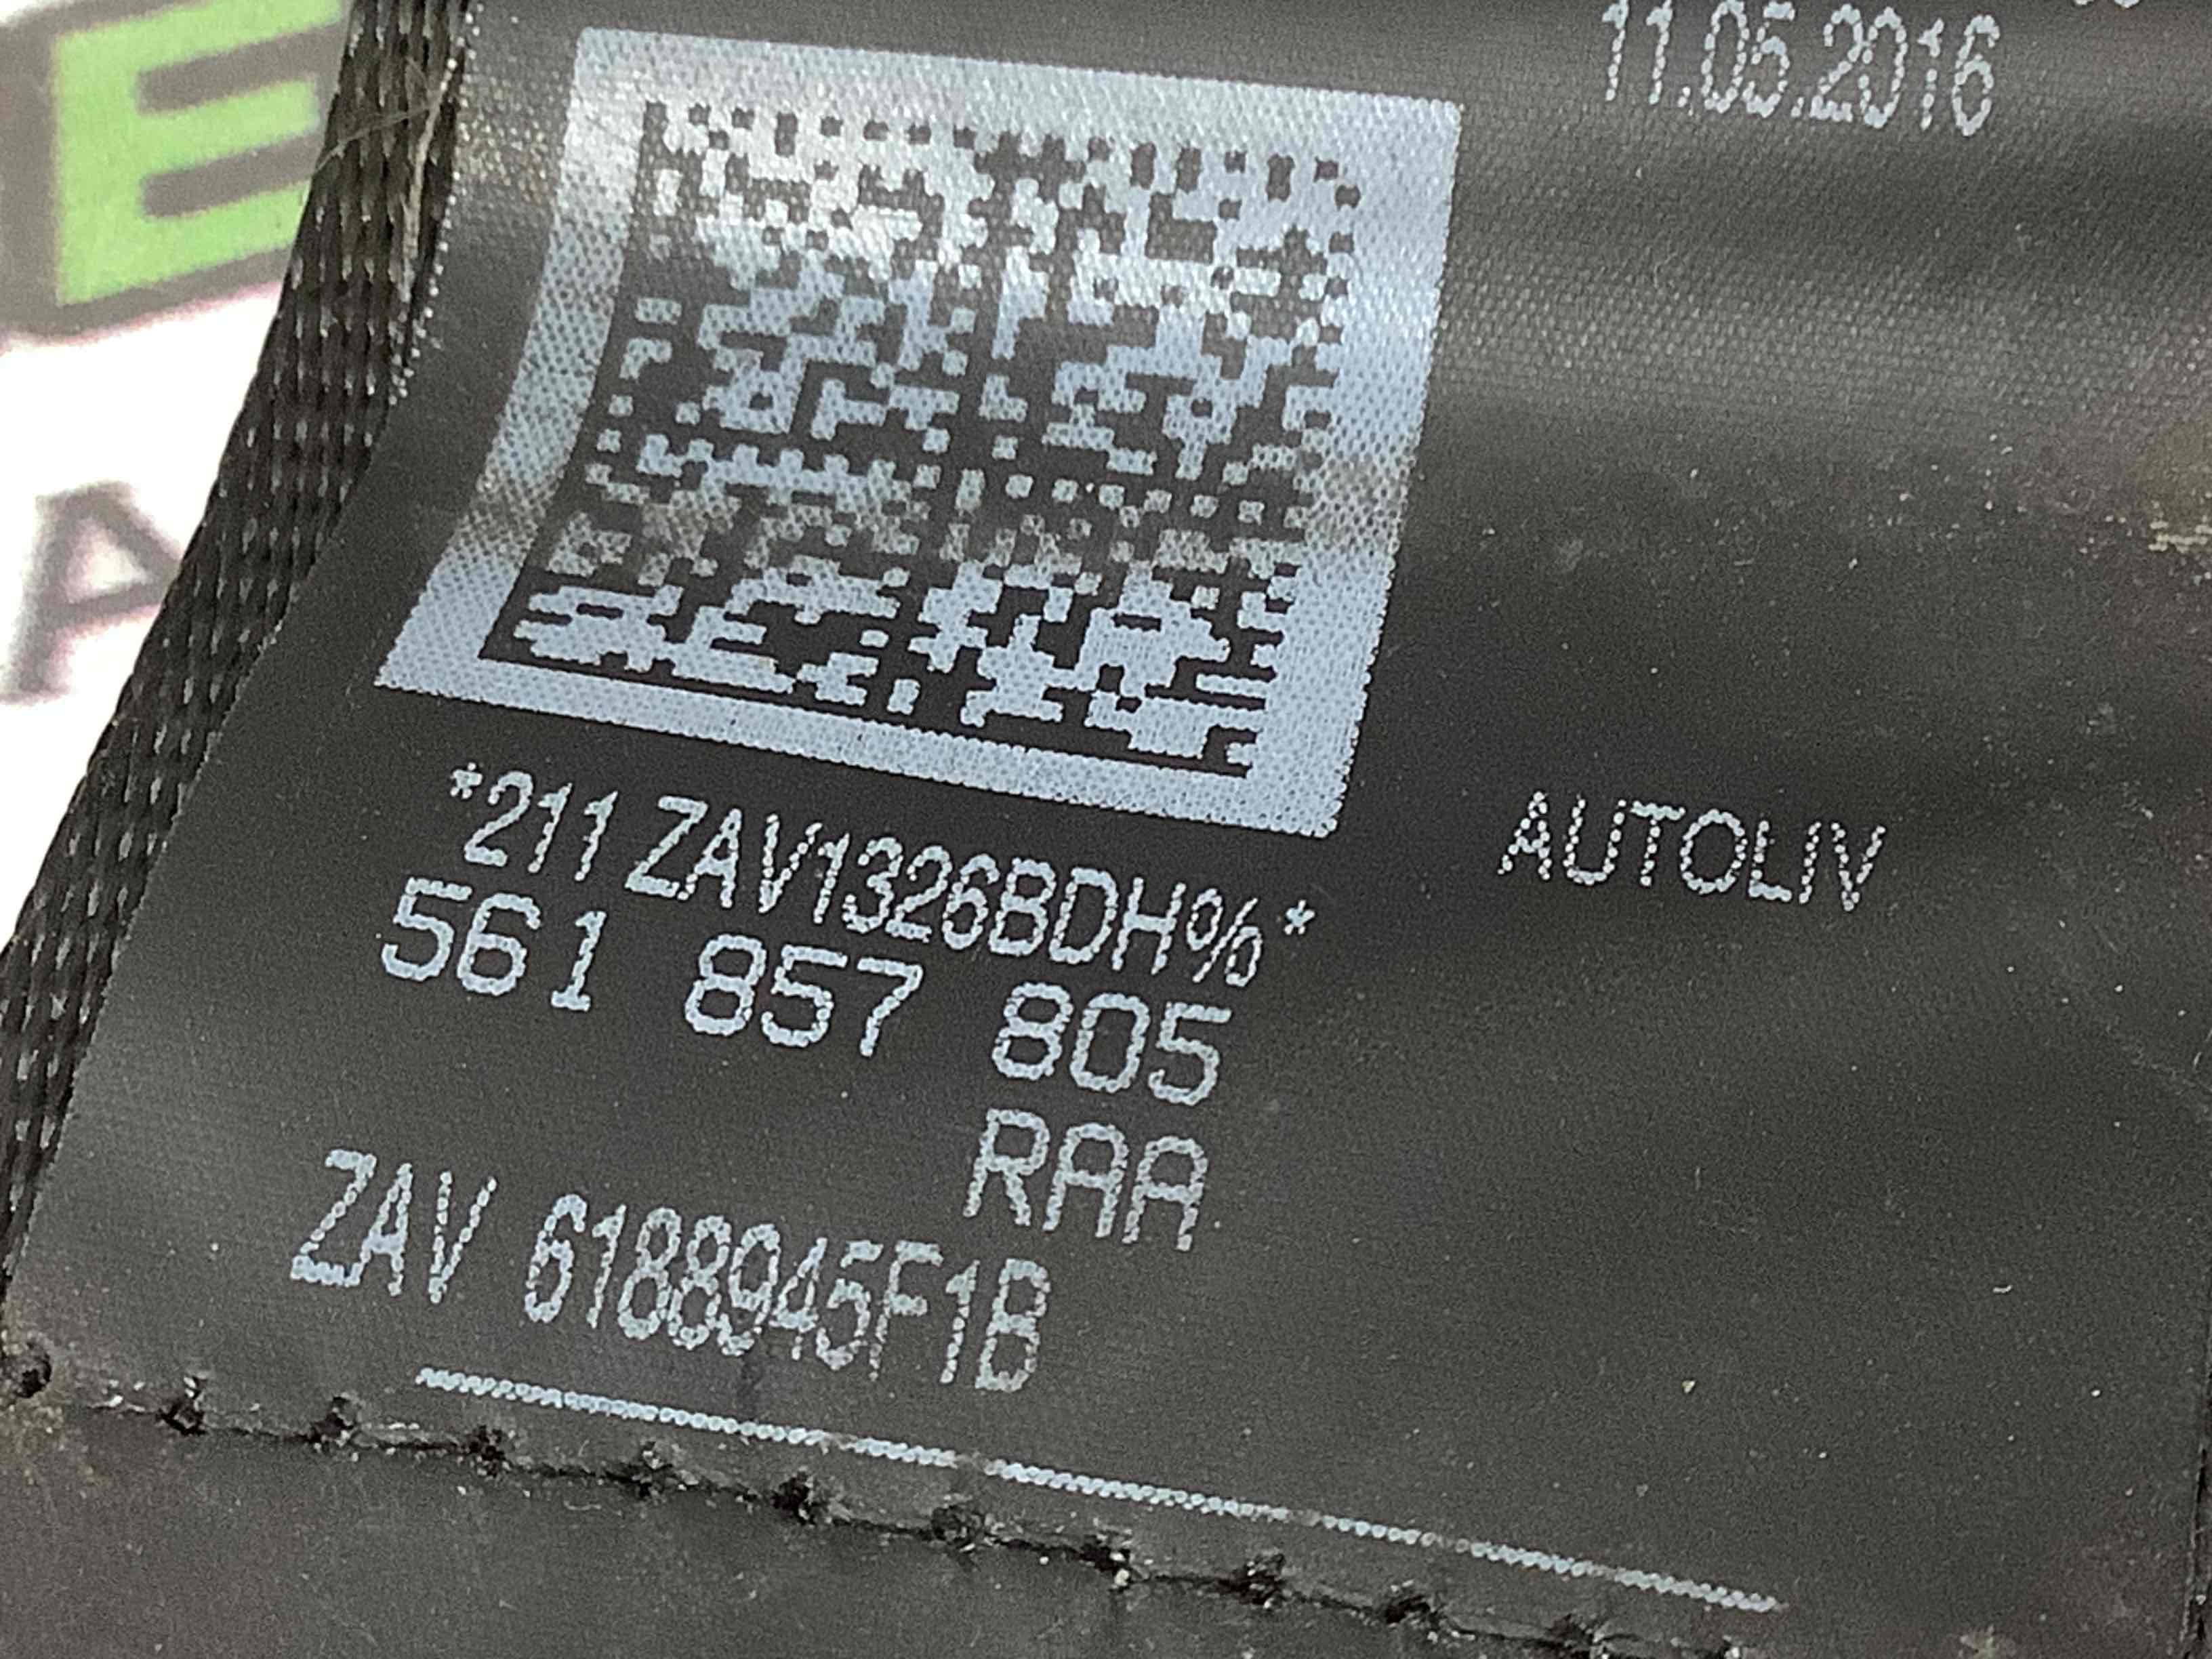 E
A
11.05.2016
*211 ZAV1326BDH%*
AUTOLIV
561 857 805
RAA
ZAV 6188945F1B